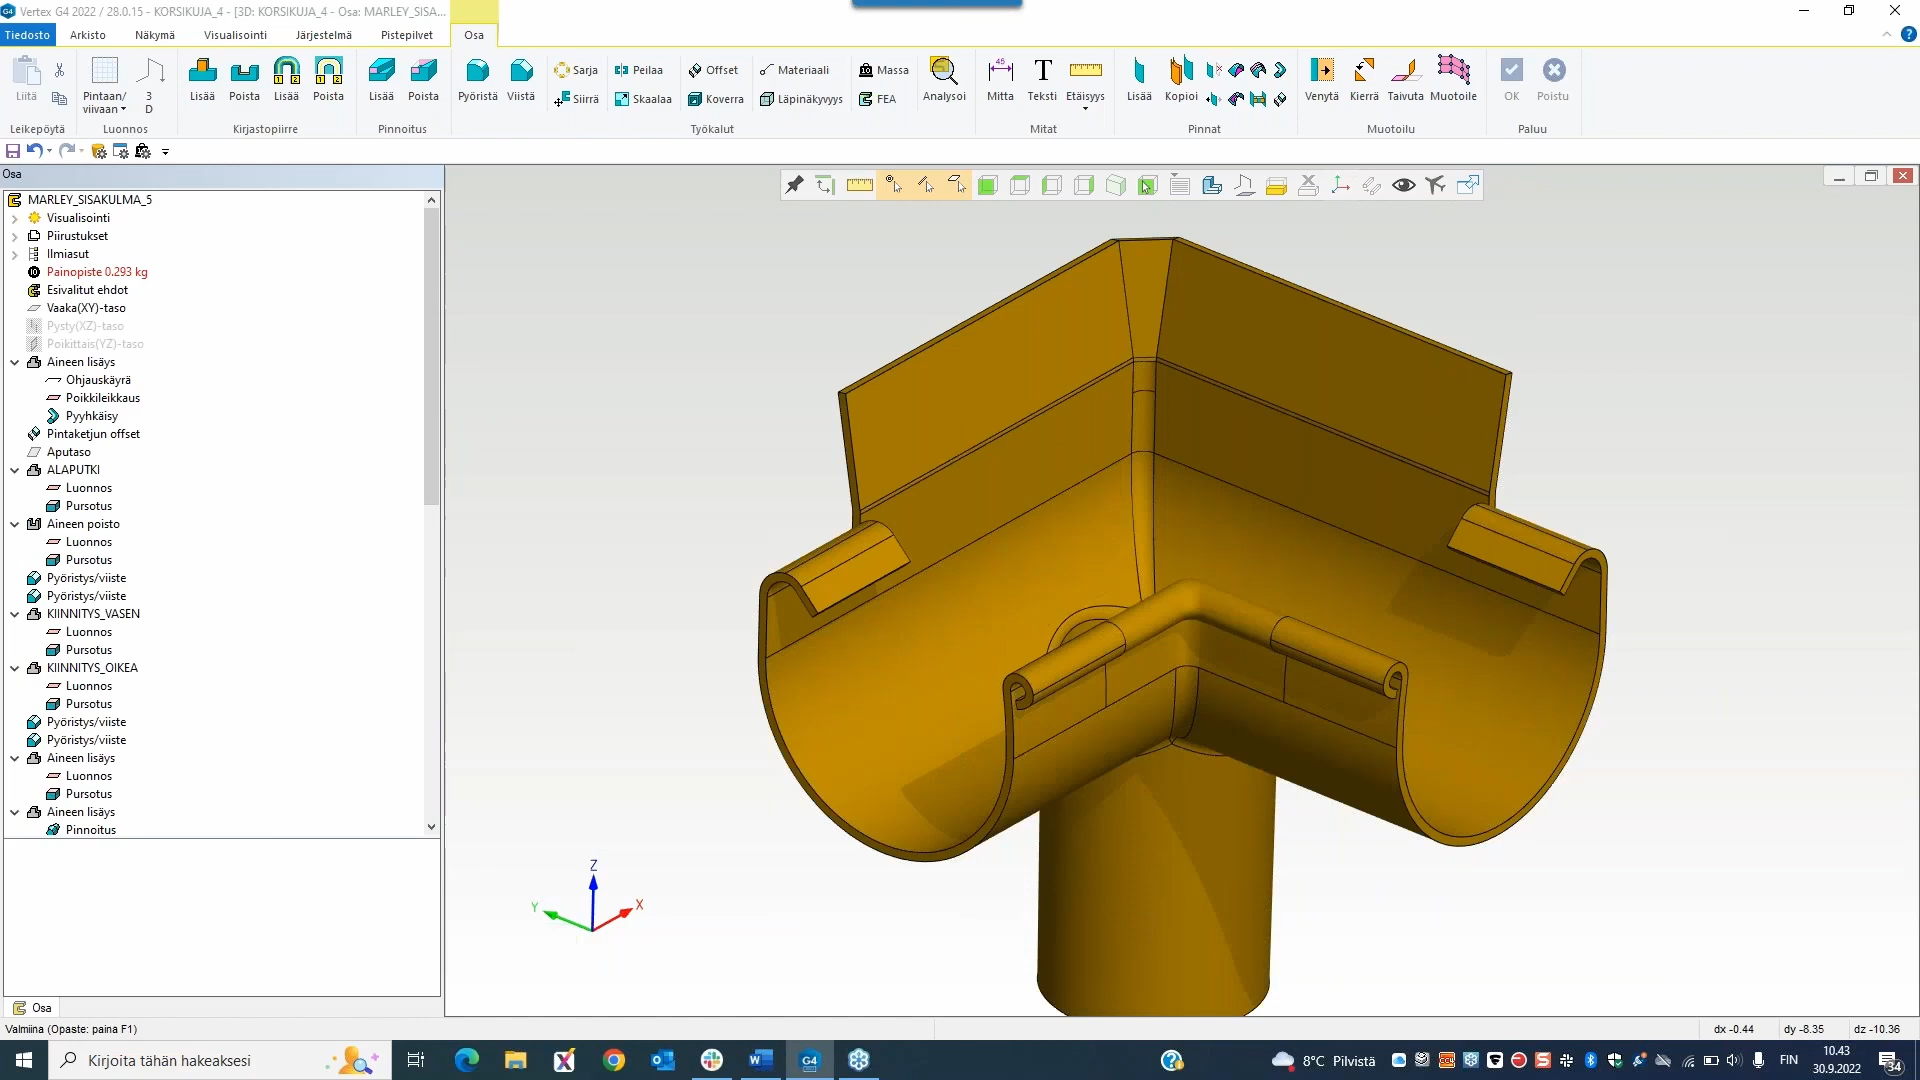 Vertex G4 2022 / 28.0.15 - KORSIKUJA_4 - [3D: KORSIKUJA_4 - Osa: MARLEY_SISA...
Tiedosto Arkisto Näkymä Visualisointi Järjestelmä Pistepilvet Osa
Liitä
Pintaan/ viivaan
3 D
Lisää Poista Lisää Poista
Lisää Poista
Pyöristä Viistä
Sarja Peilaa Offset Materiaali Massa
Siirrä Skaalaa Koverra Läpinäkyvyys FEA
Analysoi
45
Mitta Teksti Etäisyys
Lisää Kopioi
Venytä Kierrä Taivuta Muotoile
OK Poistu
Leikepöytä Luonnos Kirjastopiirre Pinnoitus Työkalut Mitat Pinnat Muotoilu Paluu
Osa
MARLEY_SISAKULMA_5
Visualisointi
Piirustukset
Ilmiasut
Painopiste 0.293 kg
Esivalitut ehdot
Vaaka(XY)-taso
Pysty(XZ)-taso
Poikittais(YZ)-taso
Aineen lisäys
Ohjauskäyrä
Poikkileikkaus
Pyyhkäisy
Pintaketjun offset
Aputaso
ALAPUTKI
Luonnos
Pursotus
Aineen poisto
Luonnos
Pursotus
Pyöristys/viiste
Pyöristys/viiste
KIINNITYS_VASEN
Luonnos
Pursotus
KIINNITYS_OIKEA
Luonnos
Pursotus
Pyöristys/viiste
Pyöristys/viiste
Aineen lisäys
Luonnos
Pursotus
Aineen lisäys
Pinnoitus
Z
Y
X
Osa
Valmiina (Opaste: paina F1)
dx -0.44 dy -8.35 dz -10.36
Kirjoita tähän hakeaksesi
G4
8°C Pilvistä
FIN
10.43
30.9.2022
34